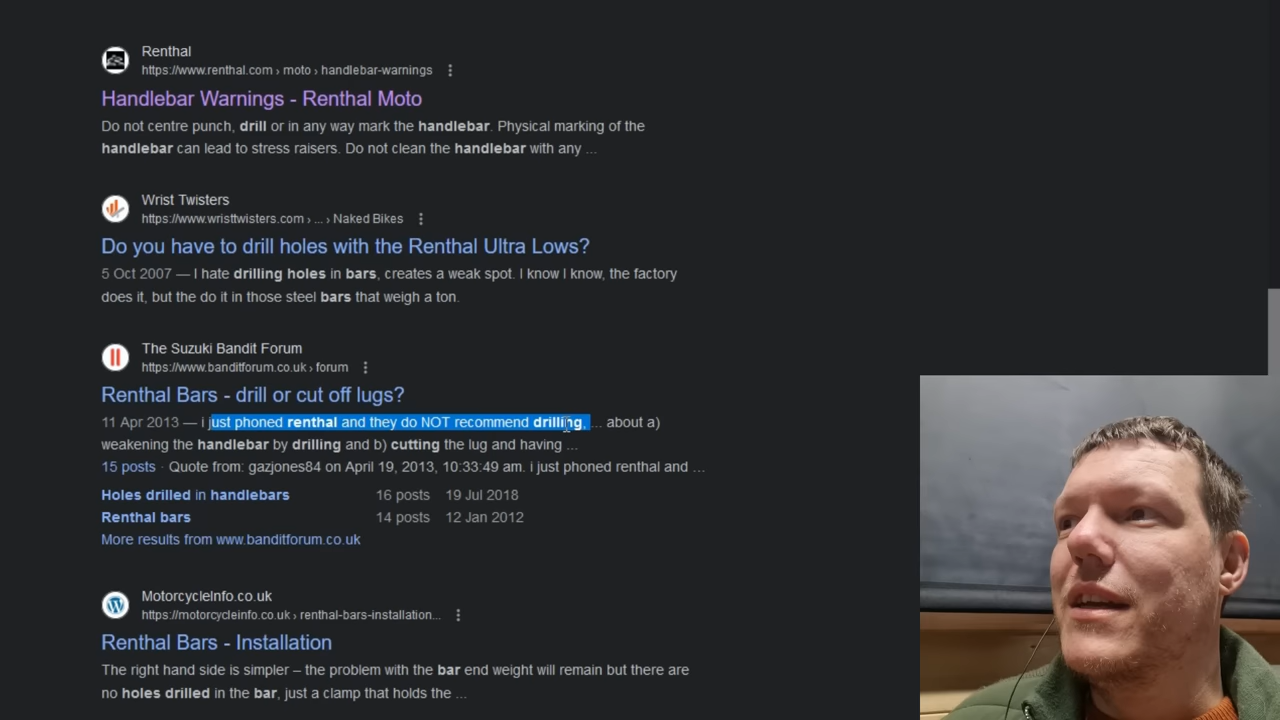 Renthal
https://www.renthal.com › moto › handlebar-warnings
Handlebar Warnings - Renthal Moto
Do not centre punch, drill or in any way mark the handlebar. Physical marking of the
handlebar can lead to stress raisers. Do not clean the handlebar with any ...
Wrist Twisters
https://www.wristtwisters.com › ... › Naked Bikes
Do you have to drill holes with the Renthal Ultra Lows?
5 Oct 2007 — I hate drilling holes in bars, creates a weak spot. I know I know, the factory
does it, but the do it in those steel bars that weigh a ton.
The Suzuki Bandit Forum
https://www.banditforum.co.uk › forum
Renthal Bars - drill or cut off lugs?
11 Apr 2013 — i just phoned renthal and they do NOT recommend drilling, ... about a)
weakening the handlebar by drilling and b) cutting the lug and having ...
15 posts · Quote from: gazjones84 on April 19, 2013, 10:33:49 am. i just phoned renthal and ...
Holes drilled in handlebars 16 posts 19 Jul 2018
Renthal bars 14 posts 12 Jan 2012
More results from www.banditforum.co.uk
MotorcycleInfo.co.uk
https://motorcycleinfo.co.uk › renthal-bars-installation...
Renthal Bars - Installation
The right hand side is simpler – the problem with the bar end weight will remain but there are
no holes drilled in the bar, just a clamp that holds the ...